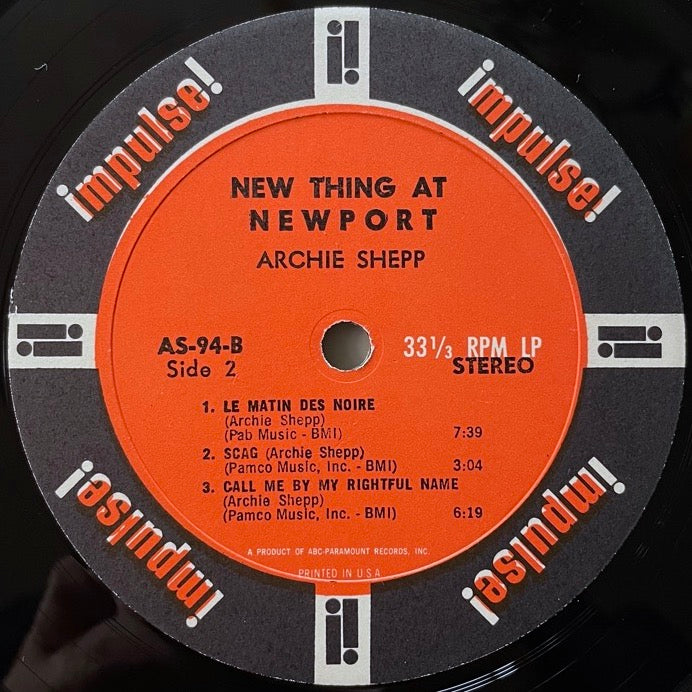 impulse!
impulse!
NEW THING AT
NEWPORT
ARCHIE SHEPP
AS-94-B
Side 2
33 1/3 RPM LP
STEREO
1. LE MATIN DES NOIRE
(Archie Shepp)
(Pab Music - BMI) 7:39
2. SCAG (Archie Shepp)
(Pamco Music, Inc. - BMI) 3:04
3. CALL ME BY MY RIGHTFUL NAME
(Archie Shepp)
(Pamco Music, Inc. - BMI) 6:19
A PRODUCT OF ABC-PARAMOUNT RECORDS, INC.
PRINTED IN U.S.A.
impulse!
impulse!